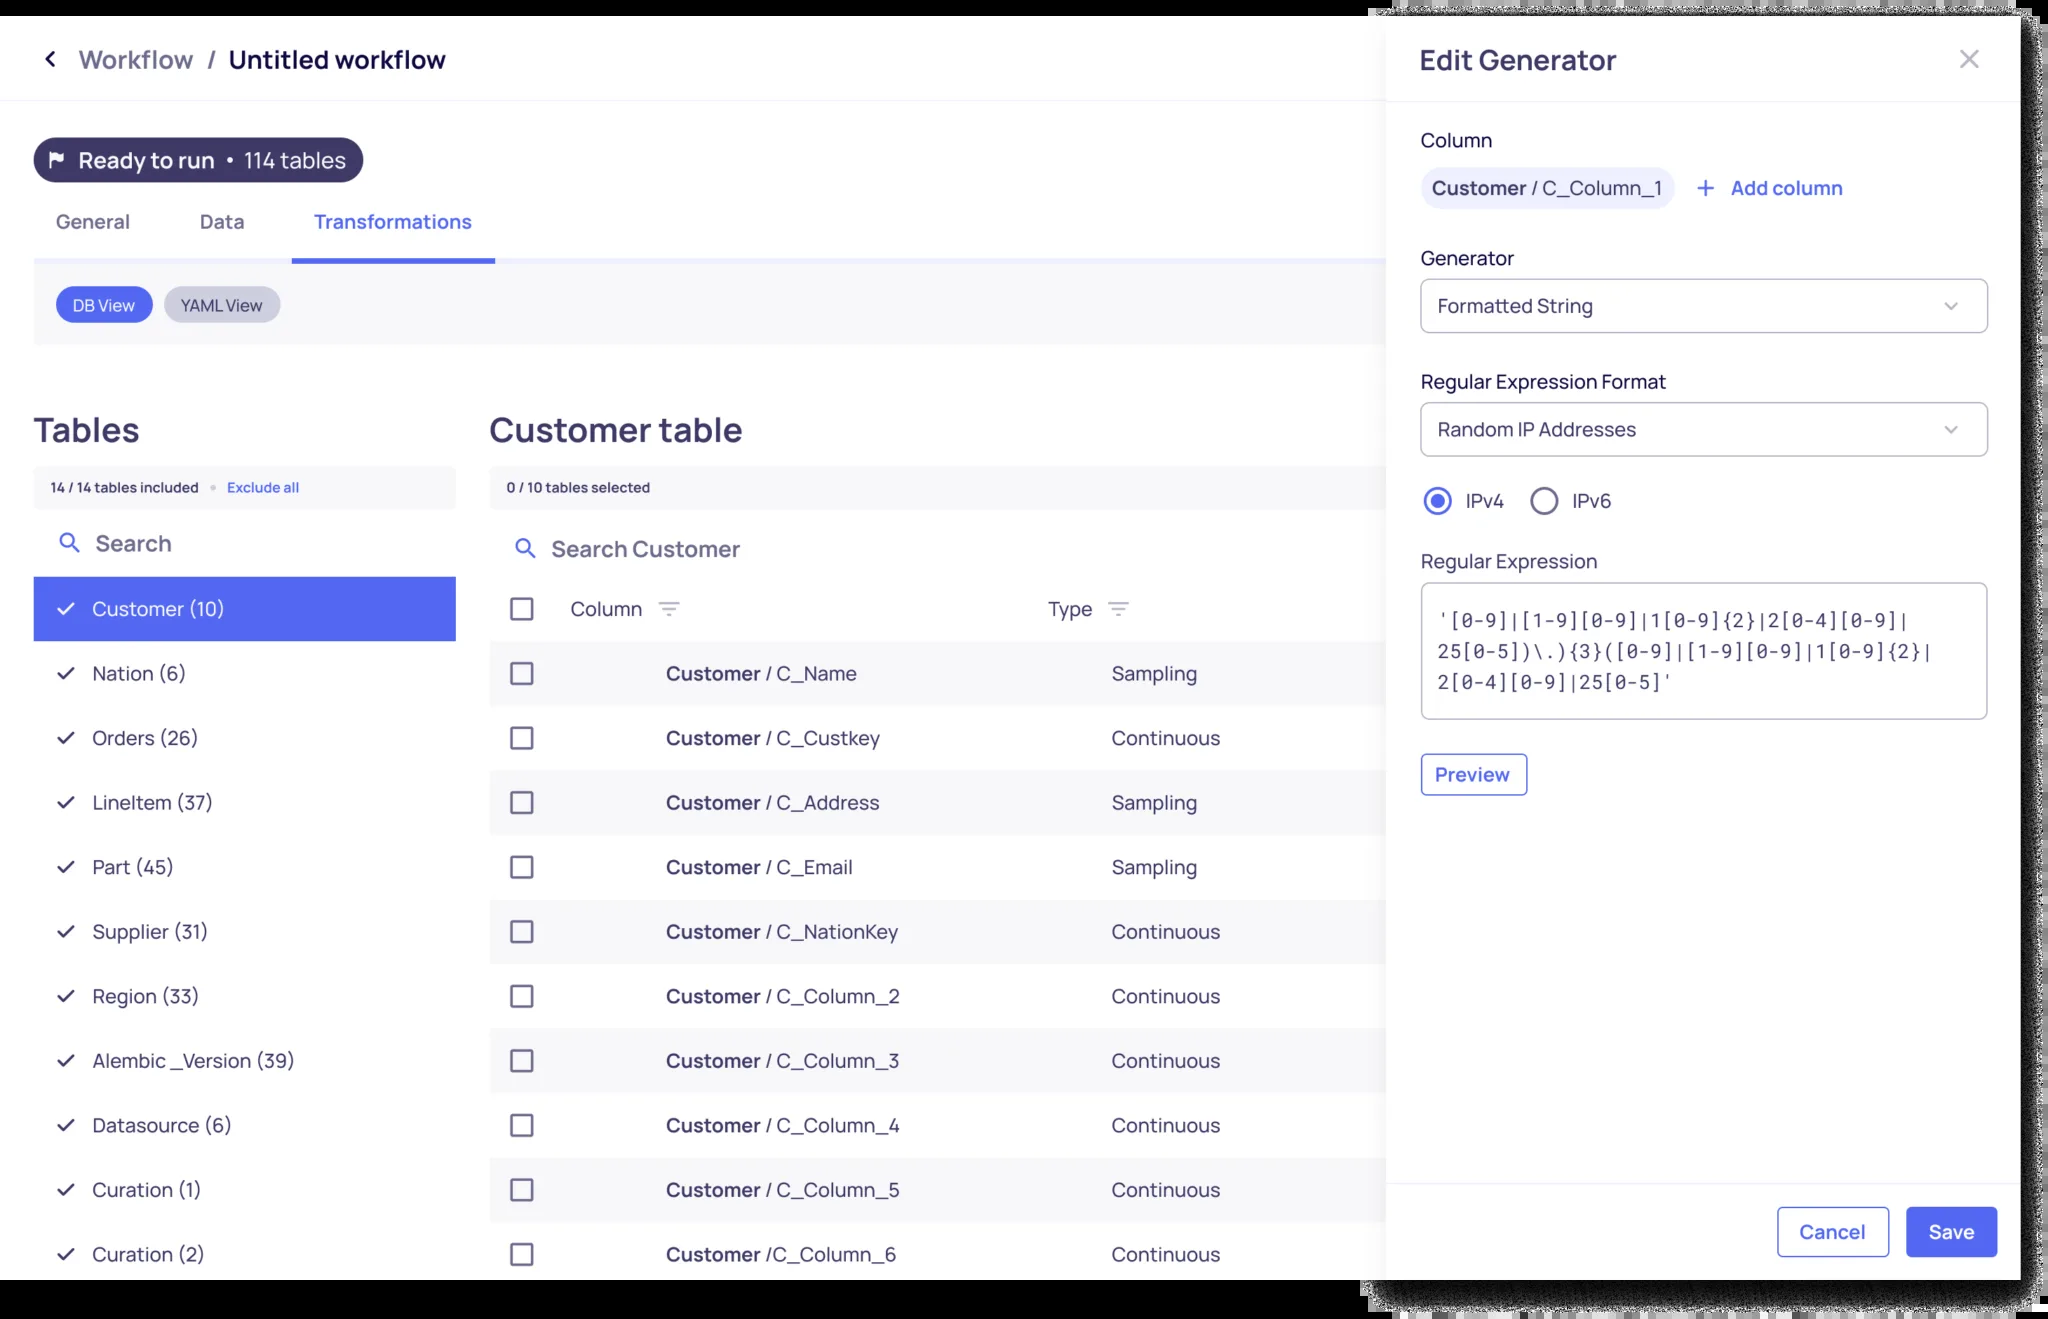 Workflow / Untitled workflow
Ready to run • 114 tables
General Data Transformations
DB View YAML View
Tables
14 / 14 tables included • Exclude all
Search
Customer (10)
Nation (6)
Orders (26)
LineItem (37)
Part (45)
Supplier (31)
Region (33)
Alembic _Version (39)
Datasource (6)
Curation (1)
Curation (2)
Customer table
0 / 10 tables selected
Search Customer
Column Type
Customer / C_Name Sampling
Customer / C_Custkey Continuous
Customer / C_Address Sampling
Customer / C_Email Sampling
Customer / C_NationKey Continuous
Customer / C_Column_2 Continuous
Customer / C_Column_3 Continuous
Customer / C_Column_4 Continuous
Customer / C_Column_5 Continuous
Customer /C_Column_6 Continuous
Edit Generator
Column
Customer / C_Column_1 + Add column
Generator
Formatted String
Regular Expression Format
Random IP Addresses
IPv4 IPv6
Regular Expression
'[0-9]|[1-9][0-9]|1[0-9]{2}|2[0-4][0-9]|
25[0-5])\.){3}([0-9]|[1-9][0-9]|1[0-9]{2}|
2[0-4][0-9]|25[0-5]'
Preview
Cancel Save